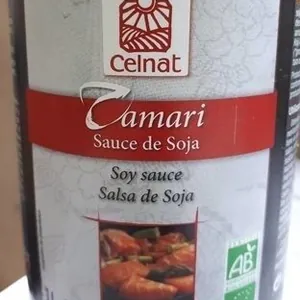 Celnat
Tamari
Sauce de Soja
Soy sauce
Salsa de Soja
AB